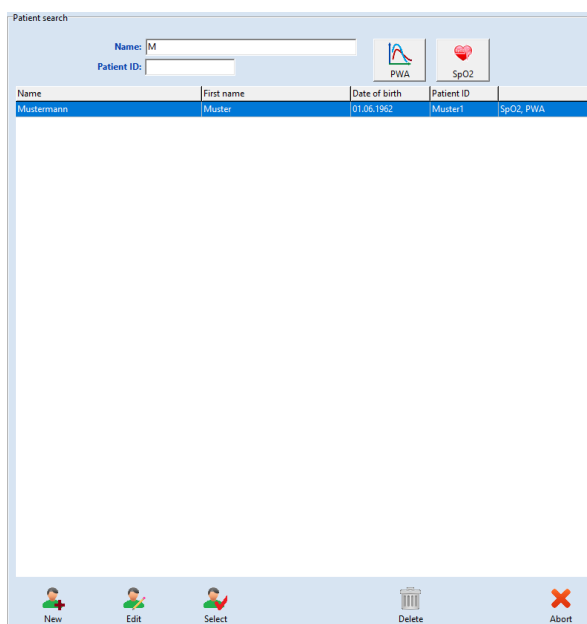 Patient search
Name: M
Patient ID:
PWA SpO2
Name First name Date of birth Patient ID
Mustermann Muster 01.06.1962 Muster1 SpO2, PWA
New Edit Select Delete Abort